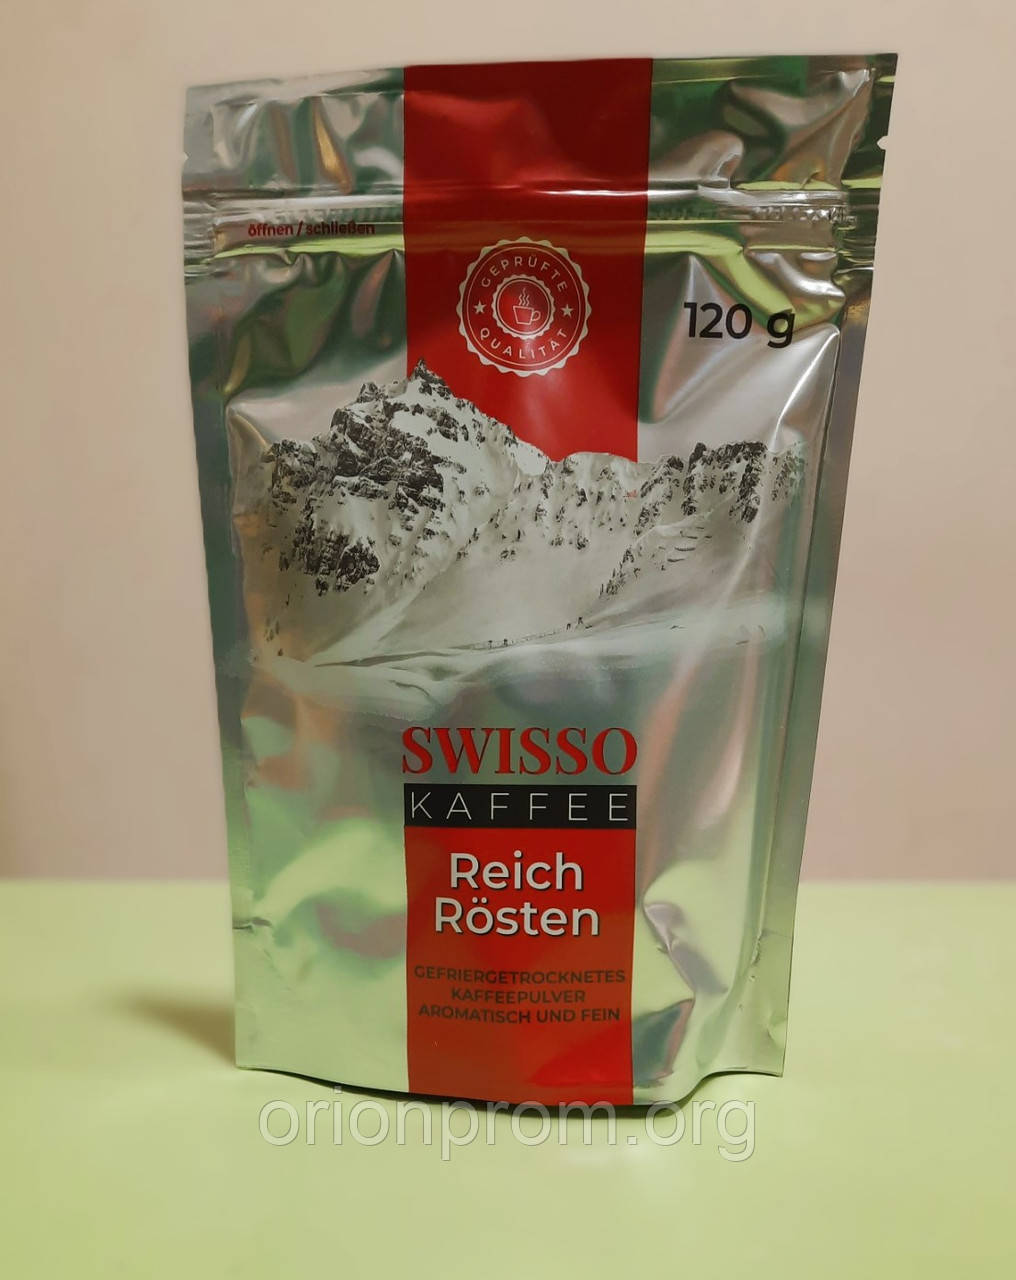 öffnen / schließen
GEPRÜFTE
QUALITÄT
120 g
SWISSO
KAFFEE
Reich
Rösten
GEFRIERGETROCKNETES
KAFFEEPULVER
AROMATISCH UND FEIN
orionprom.org